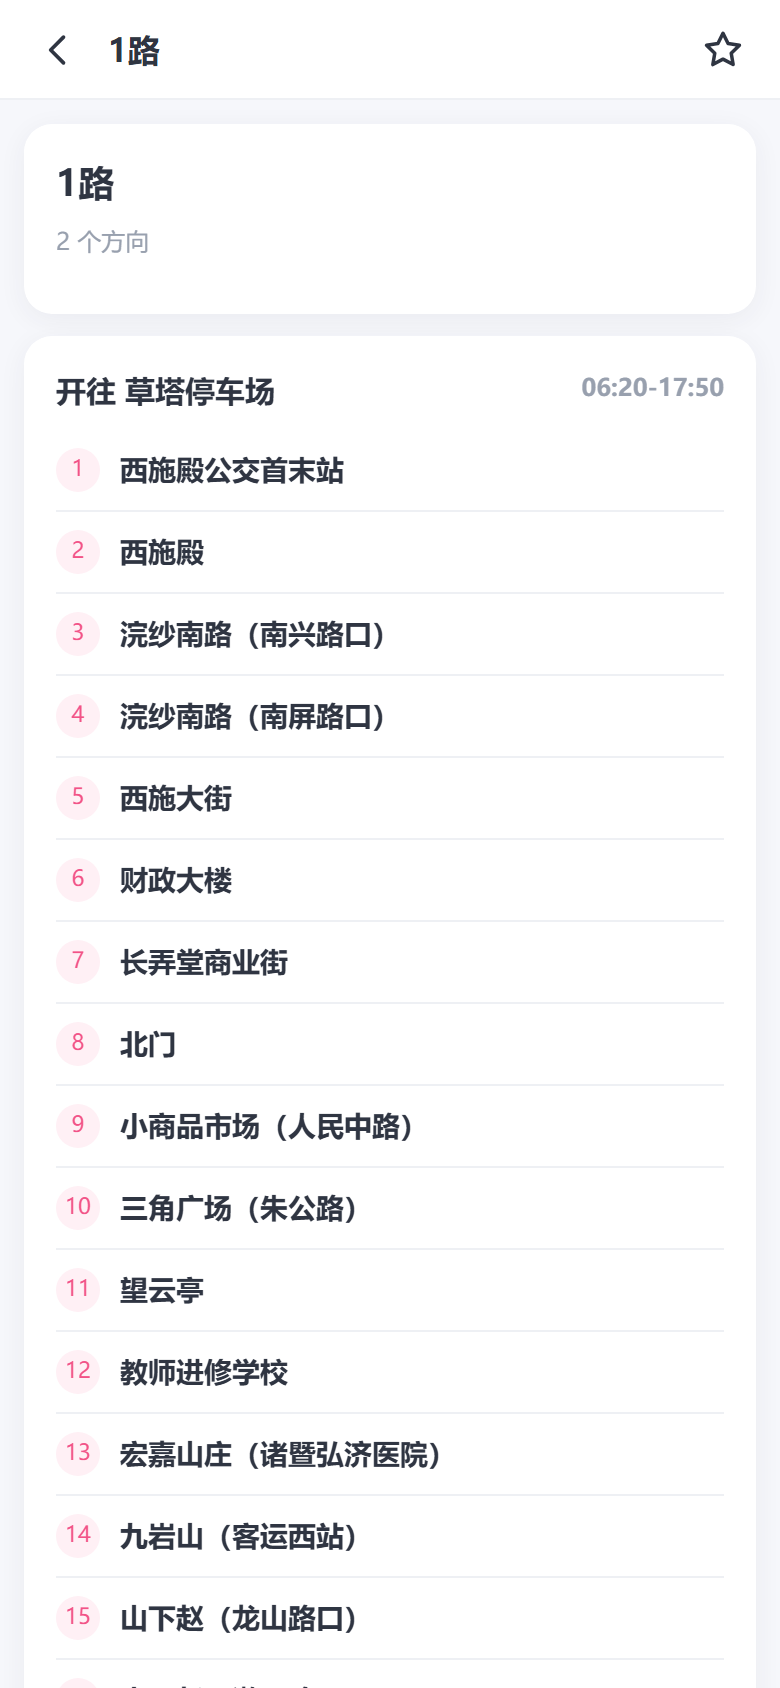 1路
1路
2 个方向
开往 草塔停车场
06:20-17:50
1 西施殿公交首末站
2 西施殿
3 浣纱南路（南兴路口）
4 浣纱南路（南屏路口）
5 西施大街
6 财政大楼
7 长弄堂商业街
8 北门
9 小商品市场（人民中路）
10 三角广场（朱公路）
11 望云亭
12 教师进修学校
13 宏嘉山庄（诸暨弘济医院）
14 九岩山（客运西站）
15 山下赵（龙山路口）